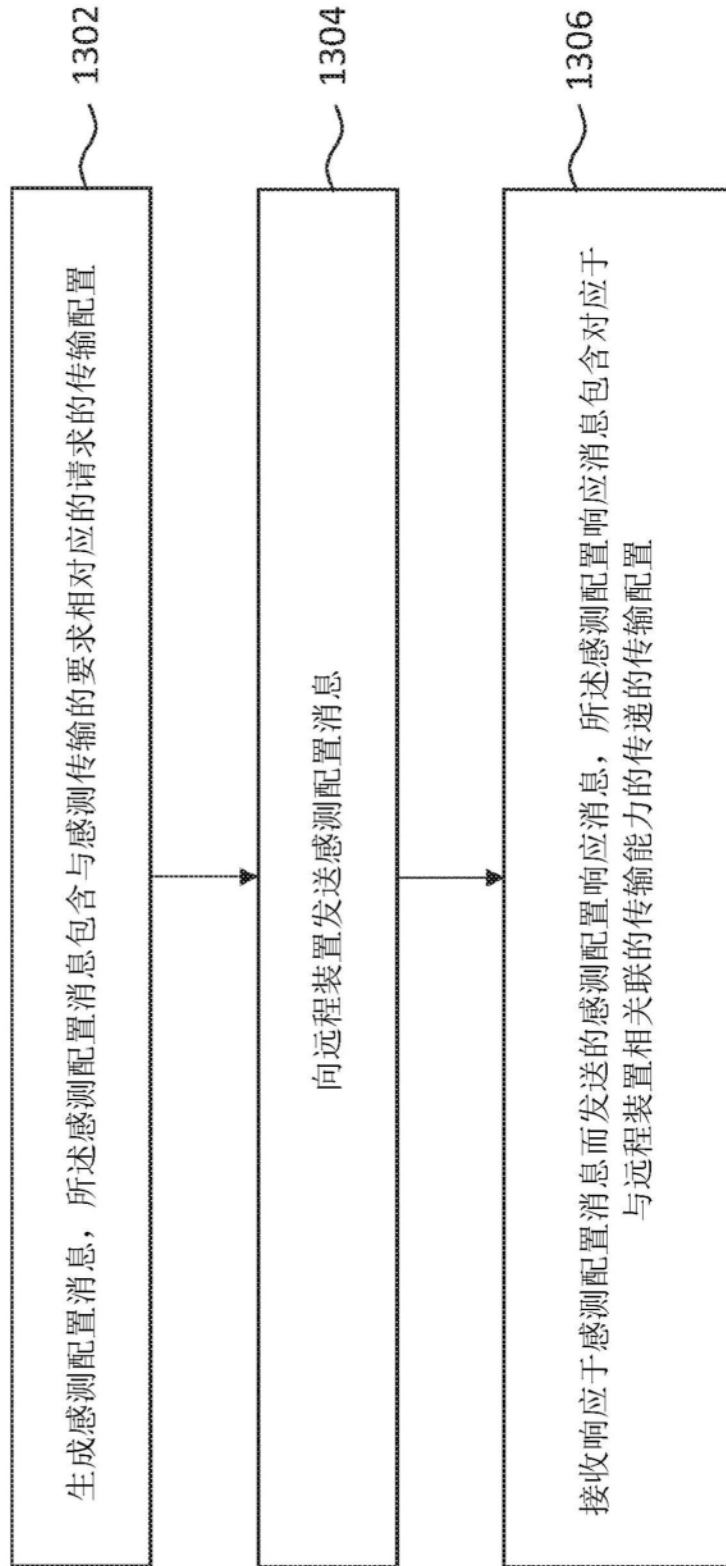 生成感测配置消息，所述感测配置消息包含与感测传输的要求相对应的请求的传输配置
1302
向远程装置发送感测配置消息
1304
接收响应于感测配置消息而发送的感测配置响应消息，所述感测配置响应消息包含对应于
与远程装置相关联的传输能力的传递的传输配置
1306